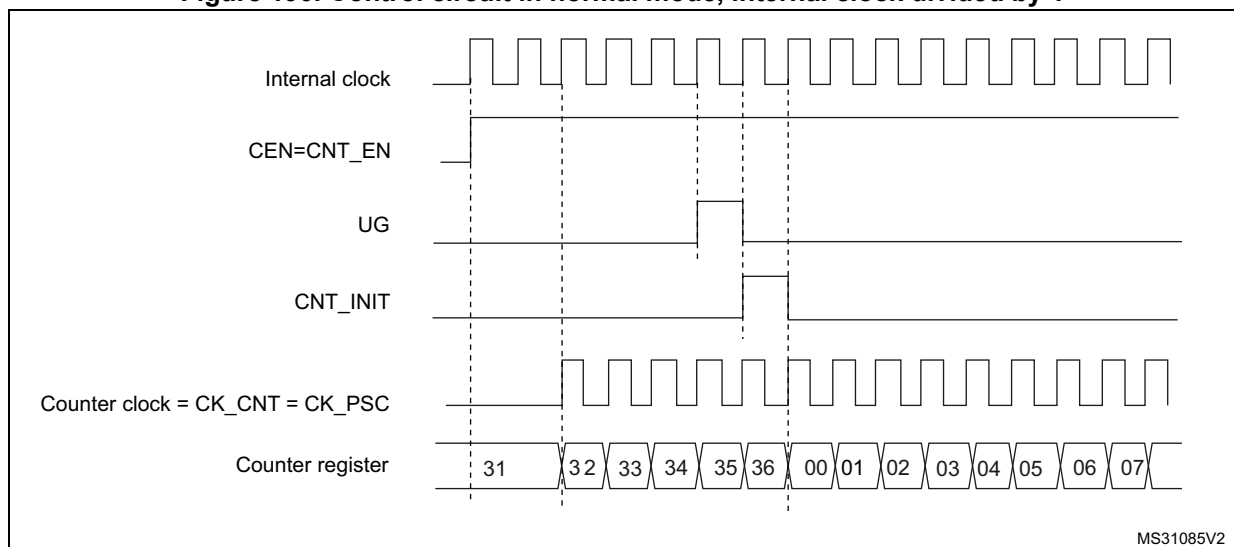 Internal clock
CEN=CNT_EN
UG
CNT_INIT
Counter clock = CK_CNT = CK_PSC
Counter register 31 32 33 34 35 36 00 01 02 03 04 05 06 07
MS31085V2